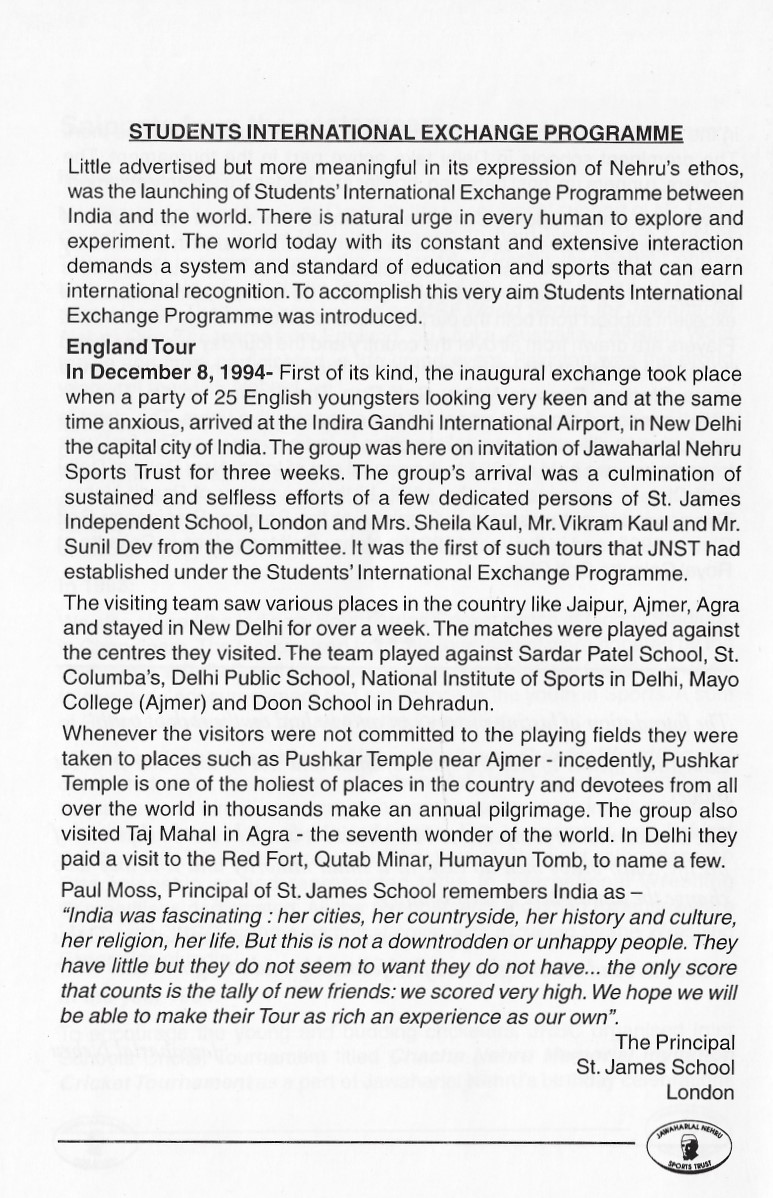 STUDENTS INTERNATIONAL EXCHANGE PROGRAMME
Little advertised but more meaningful in its expression of Nehru's ethos,
was the launching of Students' International Exchange Programme between
India and the world. There is natural urge in every human to explore and
experiment. The world today with its constant and extensive interaction
demands a system and standard of education and sports that can earn
international recognition. To accomplish this very aim Students International
Exchange Programme was introduced.
England Tour
In December 8, 1994- First of its kind, the inaugural exchange took place
when a party of 25 English youngsters looking very keen and at the same
time anxious, arrived at the Indira Gandhi International Airport, in New Delhi
the capital city of India. The group was here on invitation of Jawaharlal Nehru
Sports Trust for three weeks. The group's arrival was a culmination of
sustained and selfless efforts of a few dedicated persons of St. James
Independent School, London and Mrs. Sheila Kaul, Mr. Vikram Kaul and Mr.
Sunil Dev from the Committee. It was the first of such tours that JNST had
established under the Students' International Exchange Programme.
The visiting team saw various places in the country like Jaipur, Ajmer, Agra
and stayed in New Delhi for over a week. The matches were played against
the centres they visited. The team played against Sardar Patel School, St.
Columba's, Delhi Public School, National Institute of Sports in Delhi, Mayo
College (Ajmer) and Doon School in Dehradun.
Whenever the visitors were not committed to the playing fields they were
taken to places such as Pushkar Temple near Ajmer - incedently, Pushkar
Temple is one of the holiest of places in the country and devotees from all
over the world in thousands make an annual pilgrimage. The group also
visited Taj Mahal in Agra - the seventh wonder of the world. In Delhi they
paid a visit to the Red Fort, Qutab Minar, Humayun Tomb, to name a few.
Paul Moss, Principal of St. James School remembers India as –
"India was fascinating : her cities, her countryside, her history and culture,
her religion, her life. But this is not a downtrodden or unhappy people. They
have little but they do not seem to want they do not have... the only score
that counts is the tally of new friends: we scored very high. We hope we will
be able to make their Tour as rich an experience as our own".
The Principal
St. James School
London
JAWAHARLAL NEHRU
SPORTS TRUST